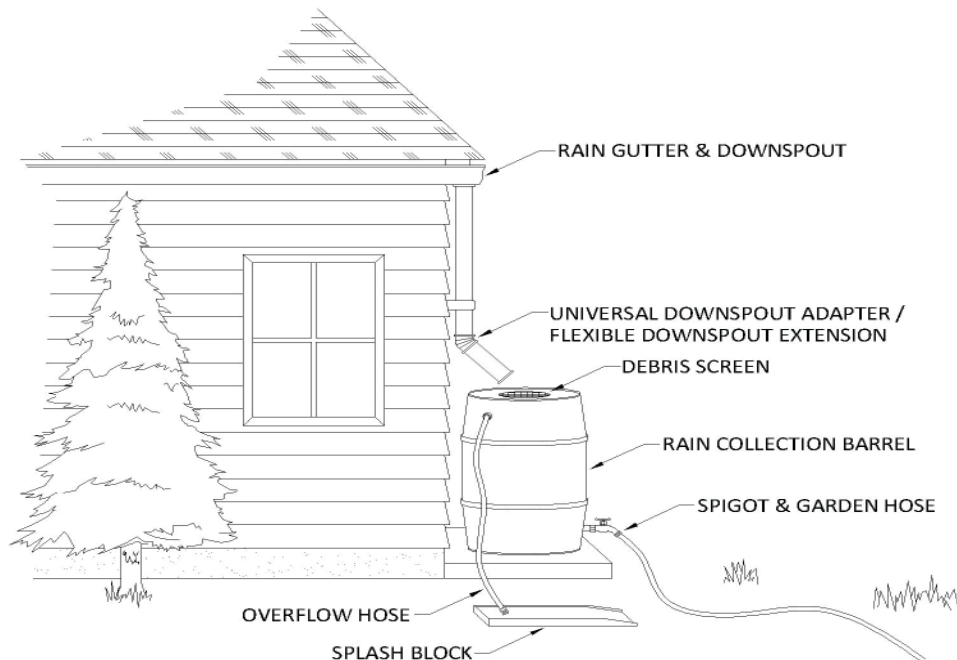 RAIN GUTTER & DOWNSPOUT
UNIVERSAL DOWNSPOUT ADAPTER /
FLEXIBLE DOWNSPOUT EXTENSION
DEBRIS SCREEN
RAIN COLLECTION BARREL
SPIGOT & GARDEN HOSE
OVERFLOW HOSE
SPLASH BLOCK